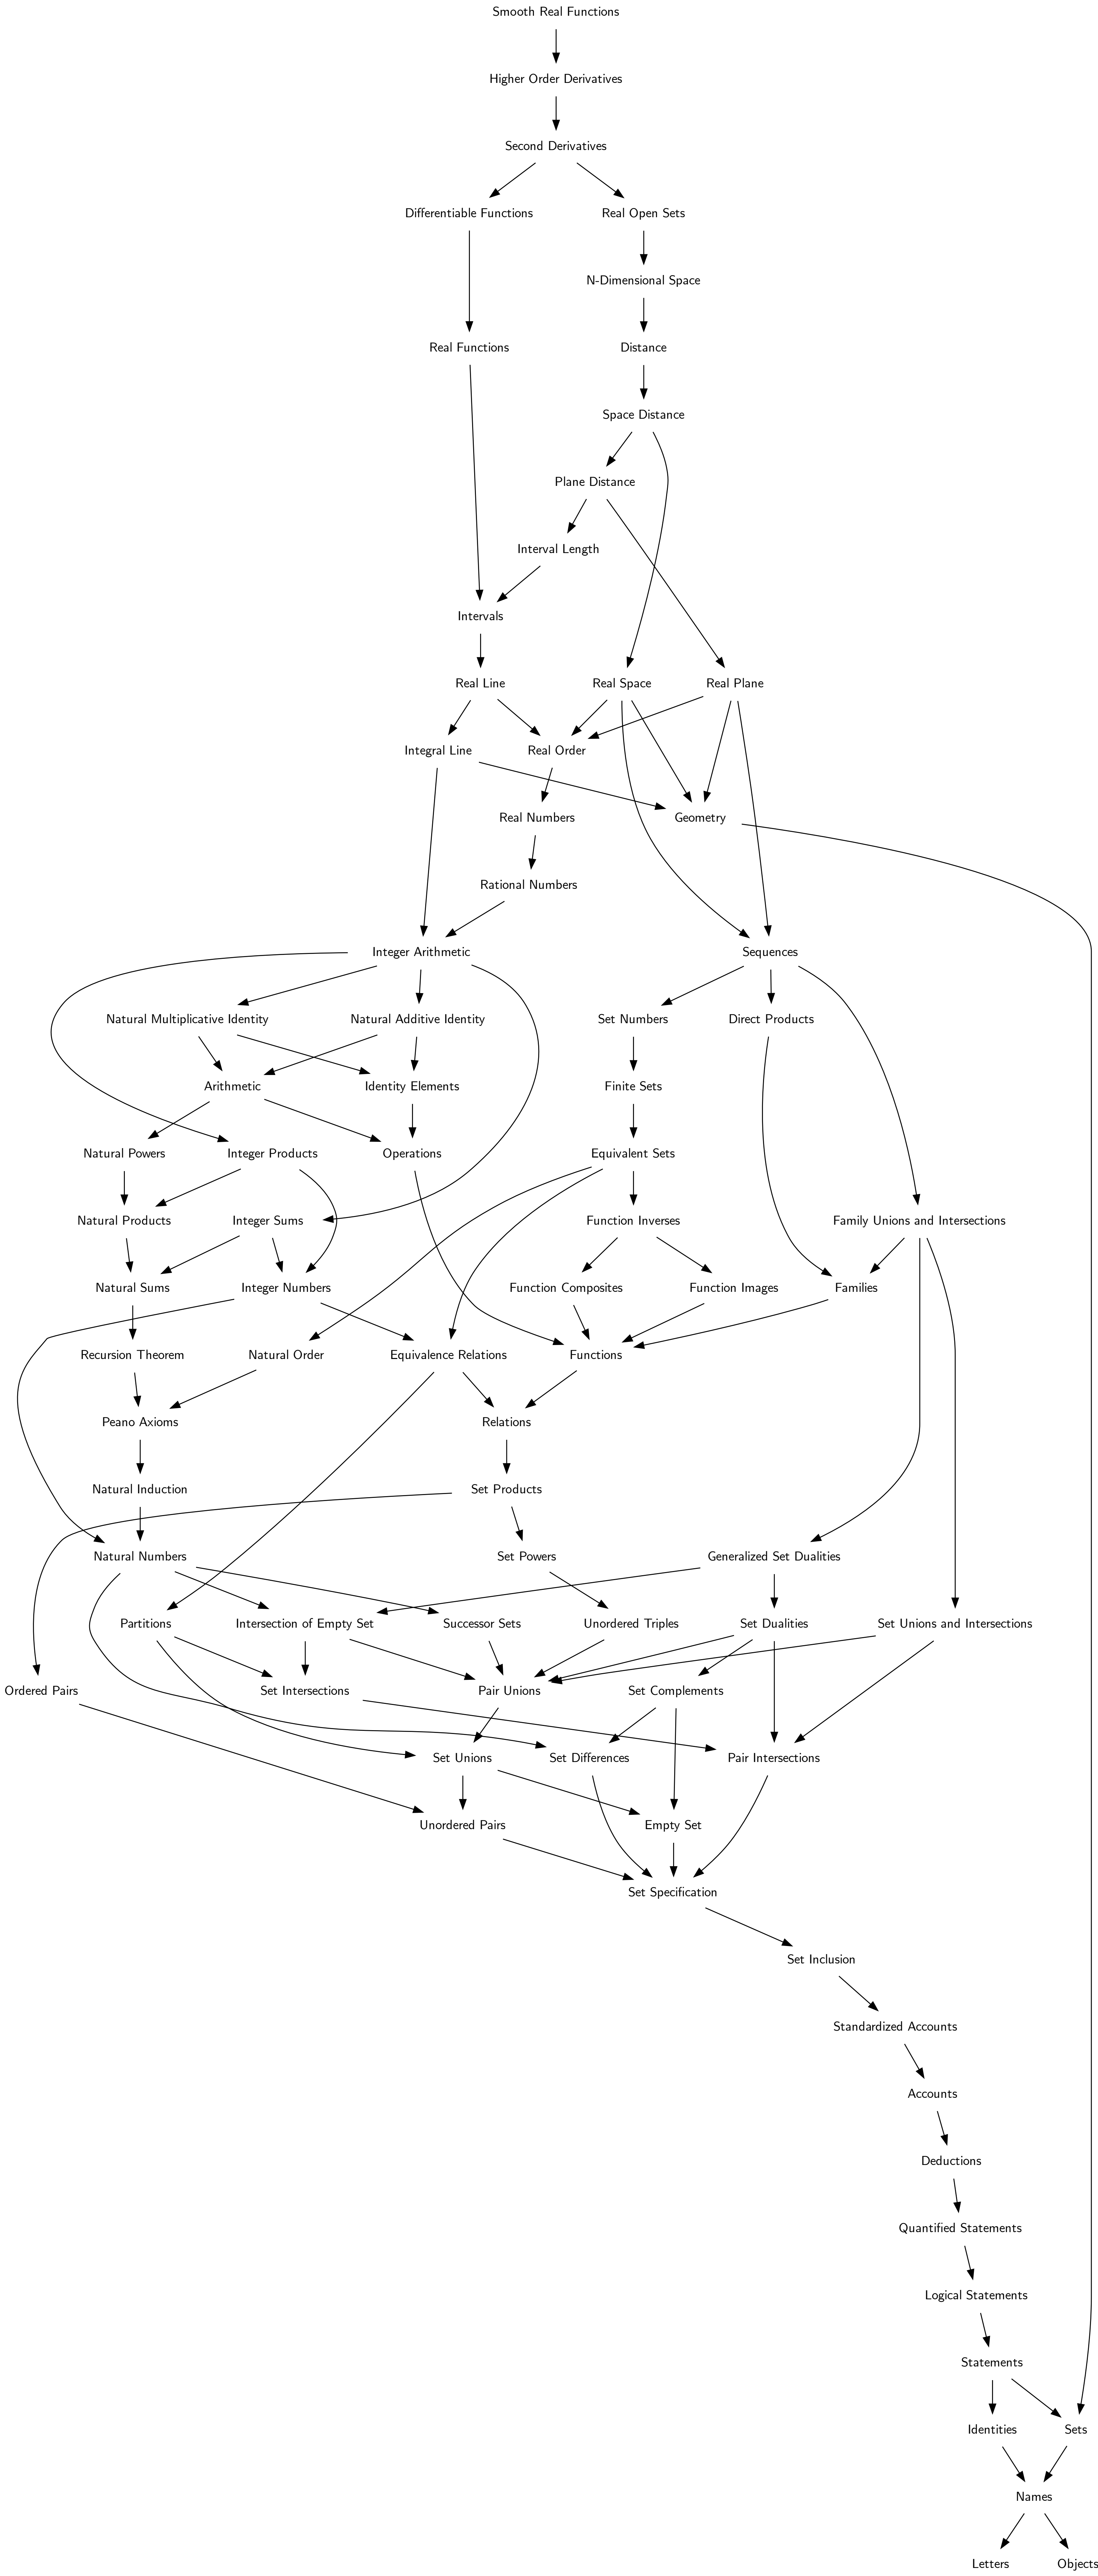 Smooth Real Functions
Higher Order Derivatives
Second Derivatives
Differentiable Functions
Real Open Sets
N-Dimensional Space
Real Functions
Distance
Space Distance
Plane Distance
Interval Length
Intervals
Real Line
Real Space
Real Plane
Integral Line
Real Order
Real Numbers
Geometry
Rational Numbers
Integer Arithmetic
Sequences
Natural Multiplicative Identity
Natural Additive Identity
Set Numbers
Direct Products
Arithmetic
Identity Elements
Finite Sets
Natural Powers
Integer Products
Operations
Equivalent Sets
Natural Products
Integer Sums
Function Inverses
Family Unions and Intersections
Natural Sums
Integer Numbers
Function Composites
Function Images
Families
Recursion Theorem
Natural Order
Equivalence Relations
Functions
Peano Axioms
Relations
Natural Induction
Set Products
Natural Numbers
Set Powers
Generalized Set Dualities
Partitions
Intersection of Empty Set
Successor Sets
Unordered Triples
Set Dualities
Set Unions and Intersections
Ordered Pairs
Set Intersections
Pair Unions
Set Complements
Set Unions
Set Differences
Pair Intersections
Unordered Pairs
Empty Set
Set Specification
Set Inclusion
Standardized Accounts
Accounts
Deductions
Quantified Statements
Logical Statements
Statements
Identities
Sets
Names
Letters
Objects